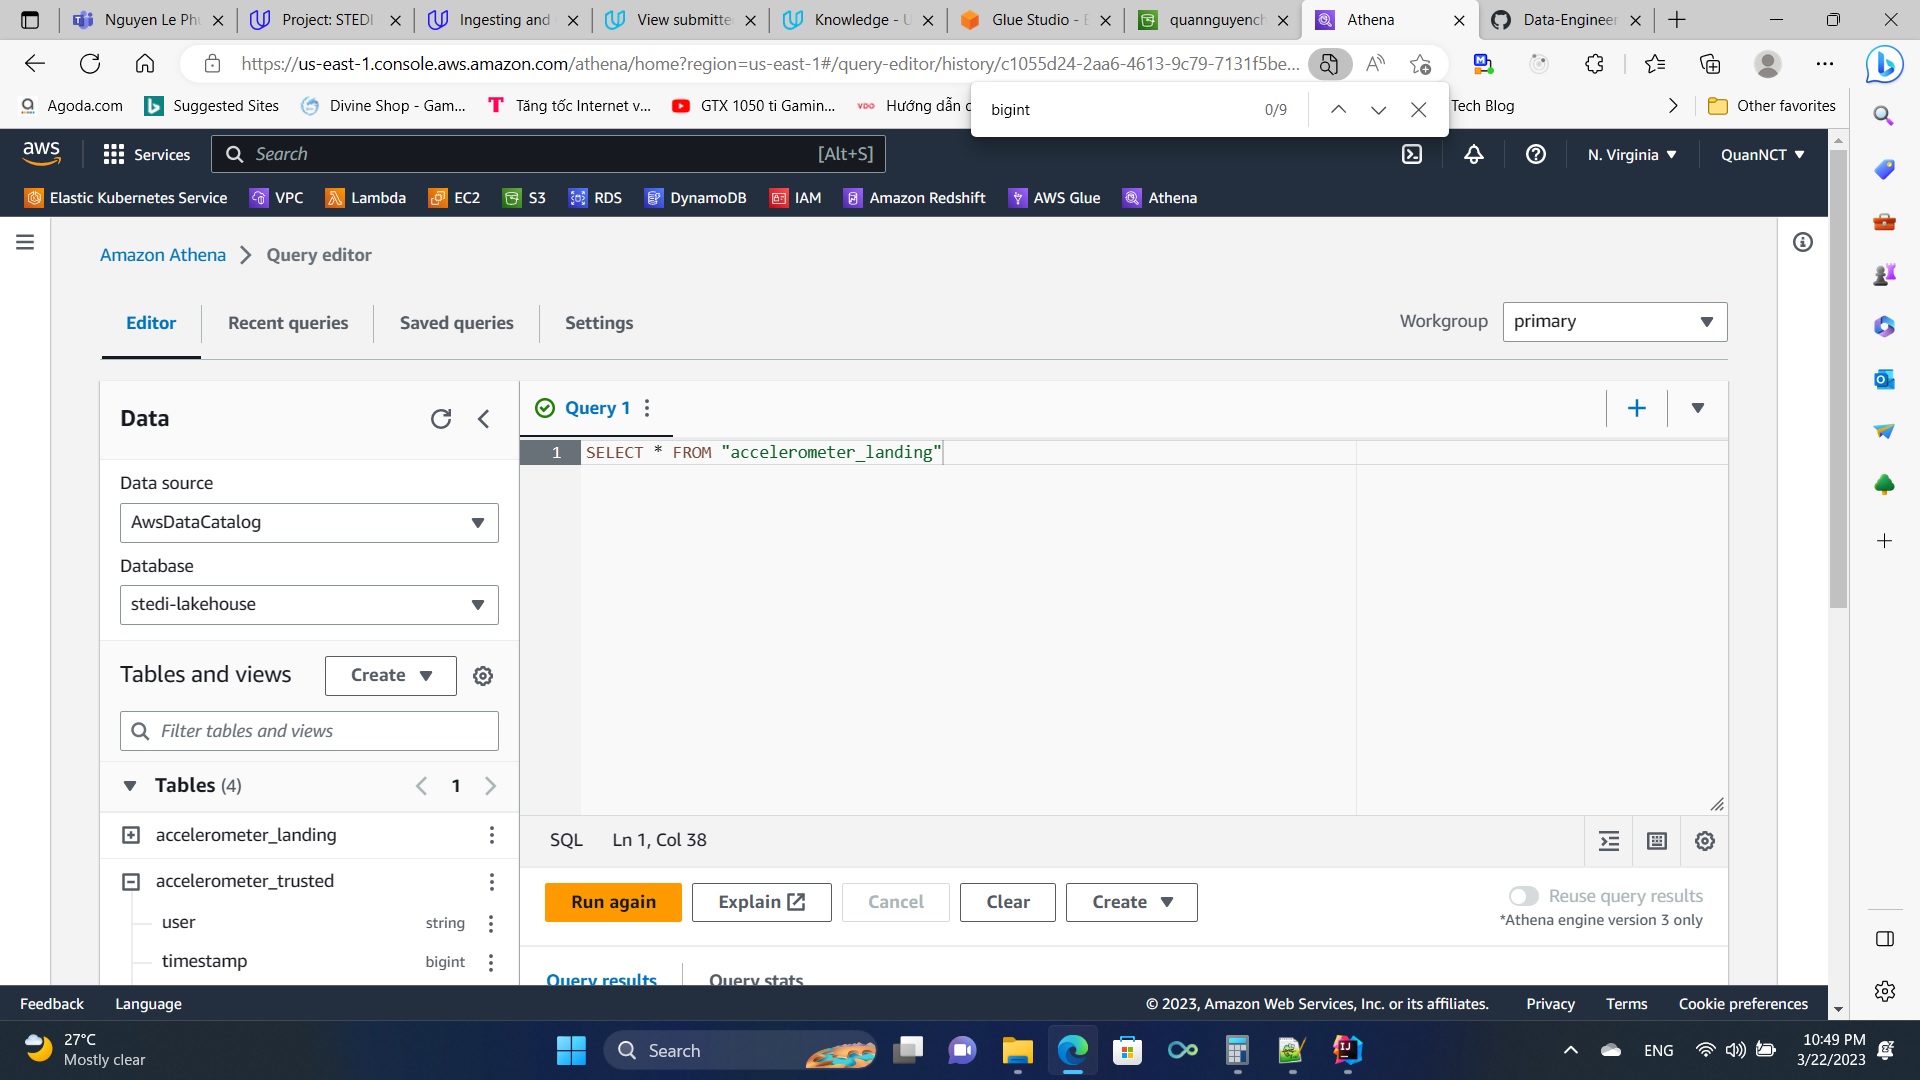 Nguyen Le Ph
Project: STEDI
Ingesting and
View submitte
Knowledge - U
Glue Studio - E
quannguyench
Athena
Data-Engineer
https://us-east-1.console.aws.amazon.com/athena/home?region=us-east-1#/query-editor/history/c1055d24-2aa6-4613-9c79-7131f5be...
Agoda.com
Suggested Sites
Divine Shop - Gam...
Tăng tốc Internet v...
GTX 1050 ti Gamin...
Hướng dẫn
Tech Blog
Other favorites
bigint
0/9
aws
Services
Search
[Alt+S]
N. Virginia
QuanNCT
Elastic Kubernetes Service
VPC
Lambda
EC2
S3
RDS
DynamoDB
IAM
Amazon Redshift
AWS Glue
Athena
Amazon Athena
Query editor
Editor
Recent queries
Saved queries
Settings
Workgroup
primary
Data
Data source
AwsDataCatalog
Database
stedi-lakehouse
Tables and views
Create
Filter tables and views
Tables (4)
1
accelerometer_landing
accelerometer_trusted
user
string
timestamp
bigint
Query 1
1
SELECT * FROM "accelerometer_landing"
SQL
Ln 1, Col 38
Run again
Explain
Cancel
Clear
Create
Reuse query results
*Athena engine version 3 only
Query results
Query stats
Feedback
Language
© 2023, Amazon Web Services, Inc. or its affiliates.
Privacy
Terms
Cookie preferences
27°C
Mostly clear
Search
ENG
10:49 PM
3/22/2023